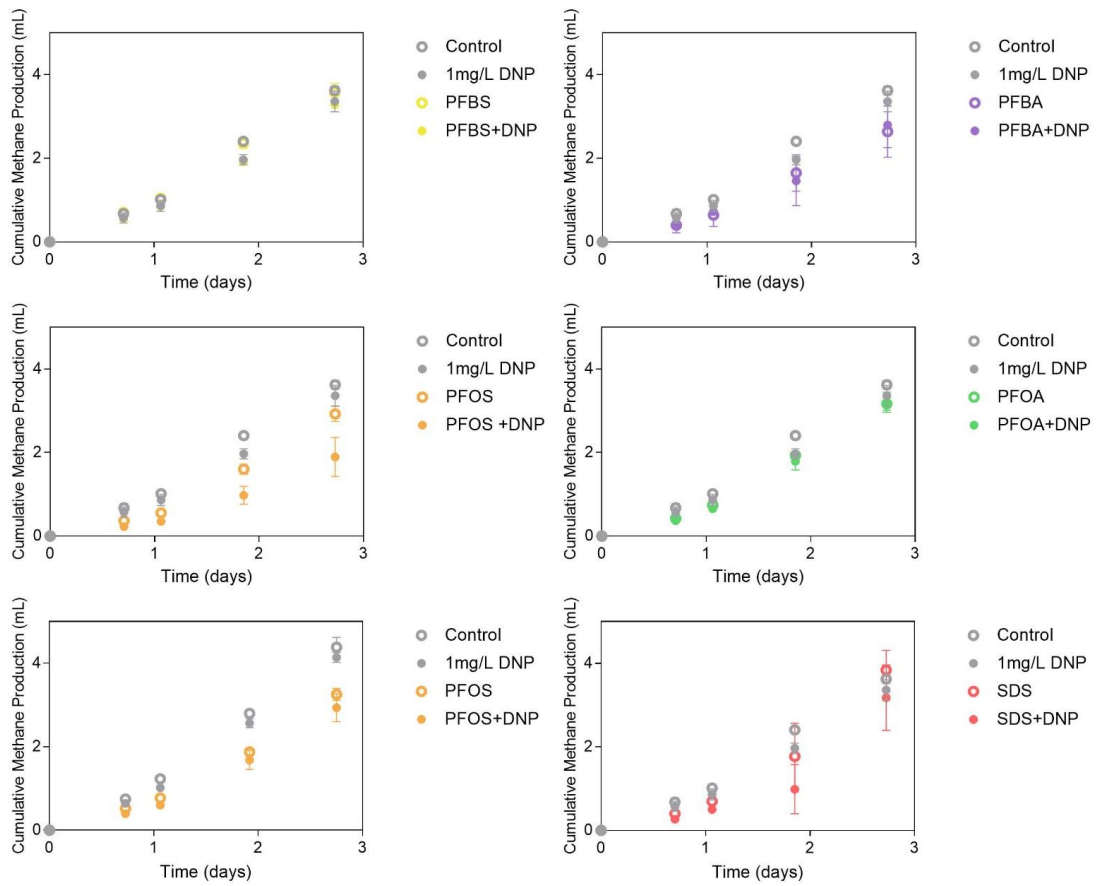 Cumulative Methane Production (mL)
4
2
0
0 1 2 3
Time (days)
Control
1mg/L DNP
PFBS
PFBS+DNP
Cumulative Methane Production (mL)
4
2
0
0 1 2 3
Time (days)
Control
1mg/L DNP
PFBA
PFBA+DNP
Cumulative Methane Production (mL)
4
2
0
0 1 2 3
Time (days)
Control
1mg/L DNP
PFOS
PFOS +DNP
Cumulative Methane Production (mL)
4
2
0
0 1 2 3
Time (days)
Control
1mg/L DNP
PFOA
PFOA+DNP
Cumulative Methane Production (mL)
4
2
0
0 1 2 3
Time (days)
Control
1mg/L DNP
PFOS
PFOS+DNP
Cumulative Methane Production (mL)
4
2
0
0 1 2 3
Time (days)
Control
1mg/L DNP
SDS
SDS+DNP